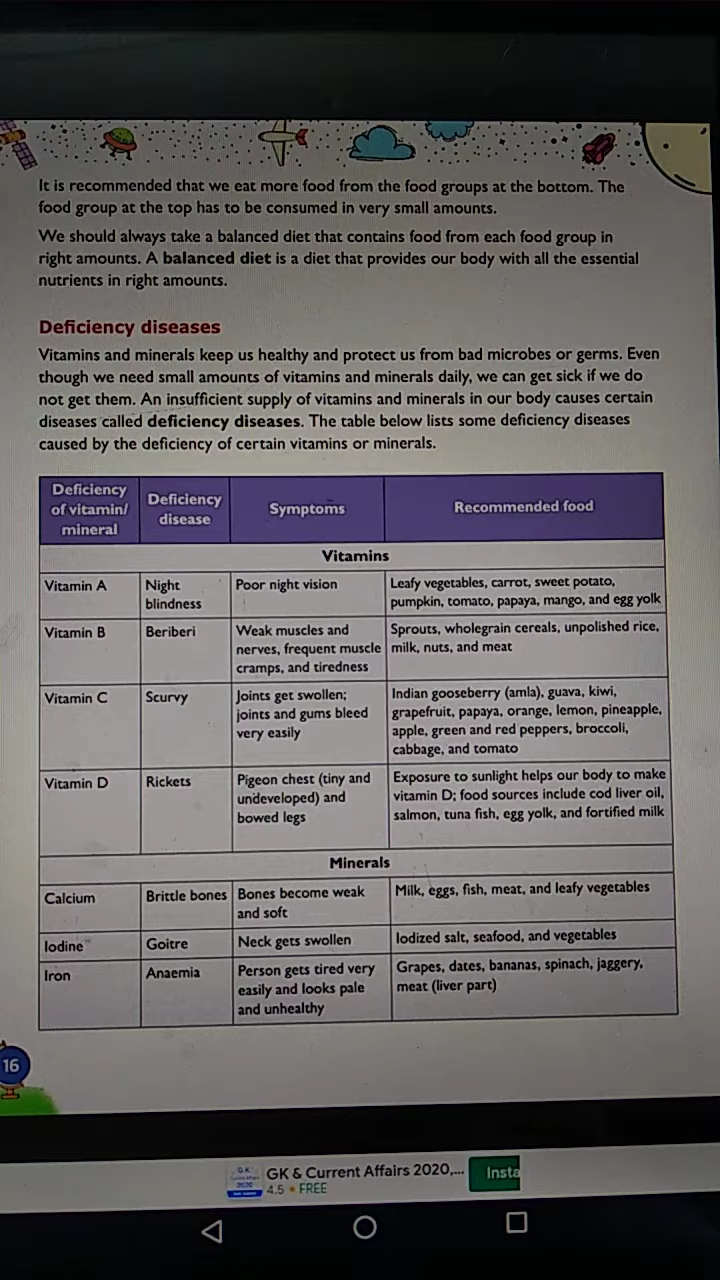 It is recommended that we eat more food from the food groups at the bottom. The
food group at the top has to be consumed in very small amounts.
We should always take a balanced diet that contains food from each food group in
right amounts. A balanced diet is a diet that provides our body with all the essential
nutrients in right amounts.
Deficiency diseases
Vitamins and minerals keep us healthy and protect us from bad microbes or germs. Even
though we need small amounts of vitamins and minerals daily, we can get sick if we do
not get them. An insufficient supply of vitamins and minerals in our body causes certain
diseases called deficiency diseases. The table below lists some deficiency diseases
caused by the deficiency of certain vitamins or minerals.
Deficiency
of vitamin/
mineral
Deficiency
disease
Symptoms
Recommended food
Vitamins
Vitamin A
Night
blindness
Poor night vision
Leafy vegetables, carrot, sweet potato,
pumpkin, tomato, papaya, mango, and egg yolk
Vitamin B
Beriberi
Weak muscles and
nerves, frequent muscle
cramps, and tiredness
Sprouts, wholegrain cereals, unpolished rice,
milk, nuts, and meat
Vitamin C
Scurvy
Joints get swollen;
joints and gums bleed
very easily
Indian gooseberry (amla), guava, kiwi,
grapefruit, papaya, orange, lemon, pineapple,
apple, green and red peppers, broccoli,
cabbage, and tomato
Vitamin D
Rickets
Pigeon chest (tiny and
undeveloped) and
bowed legs
Exposure to sunlight helps our body to make
vitamin D; food sources include cod liver oil,
salmon, tuna fish, egg yolk, and fortified milk
Minerals
Calcium
Brittle bones
Bones become weak
and soft
Milk, eggs, fish, meat, and leafy vegetables
Iodine
Goitre
Neck gets swollen
Iodized salt, seafood, and vegetables
Iron
Anaemia
Person gets tired very
easily and looks pale
and unhealthy
Grapes, dates, bananas, spinach, jaggery,
meat (liver part)
16
GK & Current Affairs 2020,...
4.5 ★ FREE
Insta